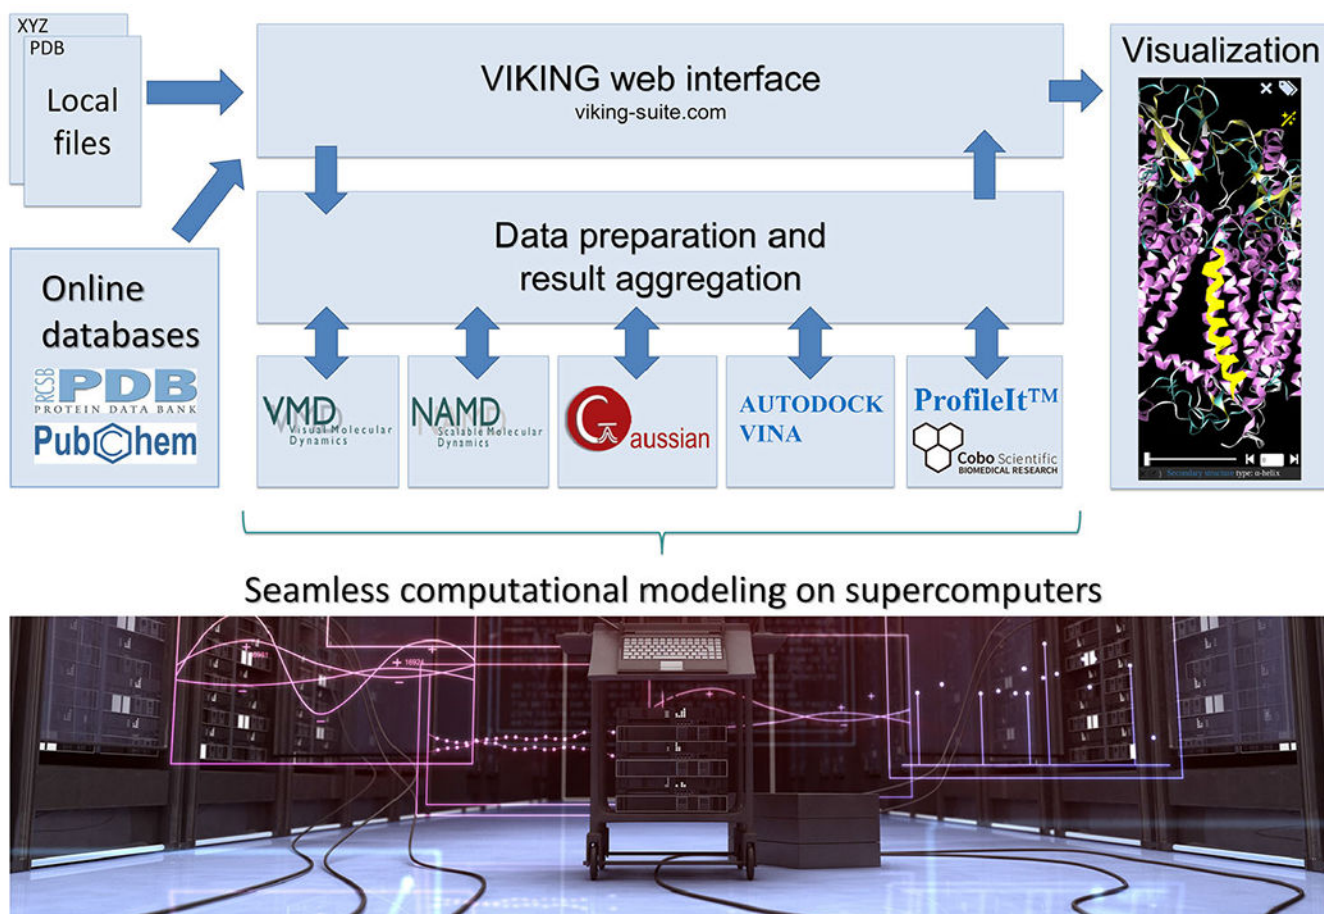 XYZ
PDB
Local
files
VIKING web interface
viking-suite.com
Visualization
Data preparation and
result aggregation
Online
databases
RCSB
PDB
PROTEIN DATA BANK
PubChem
VMD
Visual Molecular
Dynamics
NAMD
Scalable Molecular
Dynamics
Gaussian
AUTODOCK
VINA
ProfileIt™
Cobo Scientific
BIOMEDICAL RESEARCH
Secondary structure type: α-helix
Seamless computational modeling on supercomputers